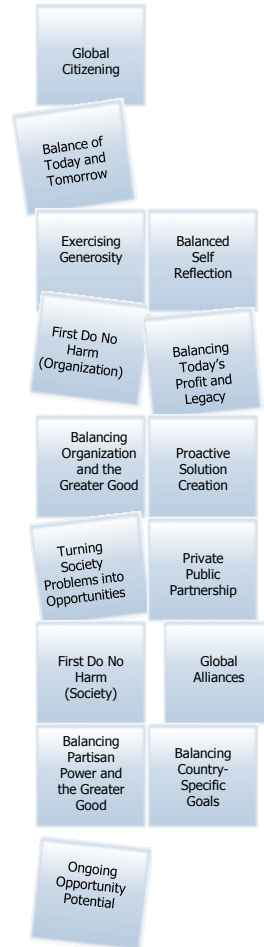 Global
Citizening
Balance of
Today and
Tomorrow
Exercising
Generosity
Balanced
Self
Reflection
First Do No
Harm
(Organization)
Balancing
Today's
Profit and
Legacy
Balancing
Organization
and the
Greater Good
Proactive
Solution
Creation
Turning
Society
Problems into
Opportunities
Private
Public
Partnership
First Do No
Harm
(Society)
Global
Alliances
Balancing
Partisan
Power and
the Greater
Good
Balancing
Country-
Specific
Goals
Ongoing
Opportunity
Potential